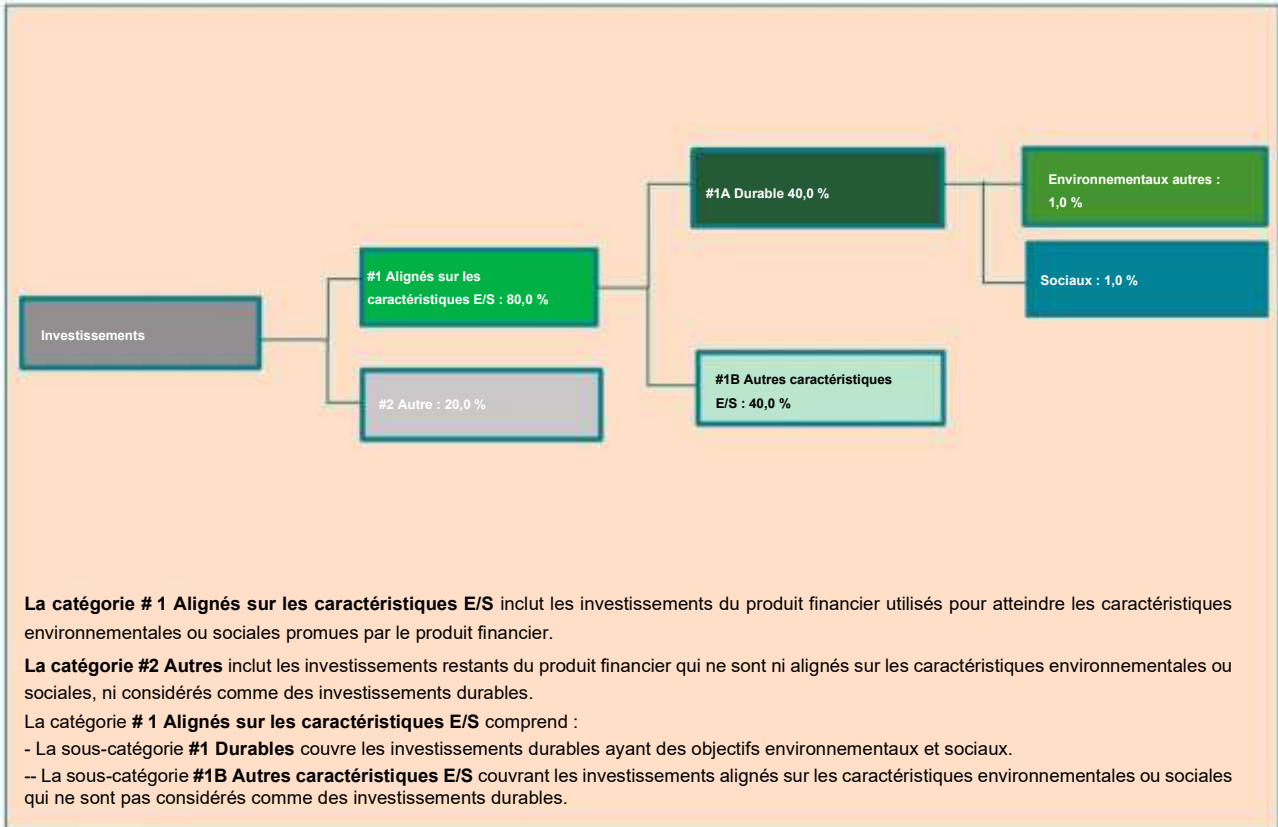 #1A Durable 40,0 %
Environnementaux autres :
1,0 %
#1 Alignés sur les
caractéristiques E/S : 80,0 %
Sociaux : 1,0 %
Investissements
#2 Autre : 20,0 %
#1B Autres caractéristiques
E/S : 40,0 %
La catégorie # 1 Alignés sur les caractéristiques E/S inclut les investissements du produit financier utilisés pour atteindre les caractéristiques
environnementales ou sociales promues par le produit financier.
La catégorie #2 Autres inclut les investissements restants du produit financier qui ne sont ni alignés sur les caractéristiques environnementales ou
sociales, ni considérés comme des investissements durables.
La catégorie # 1 Alignés sur les caractéristiques E/S comprend :
- La sous-catégorie #1 Durables couvre les investissements durables ayant des objectifs environnementaux et sociaux.
-- La sous-catégorie #1B Autres caractéristiques E/S couvrant les investissements alignés sur les caractéristiques environnementales ou sociales
qui ne sont pas considérés comme des investissements durables.